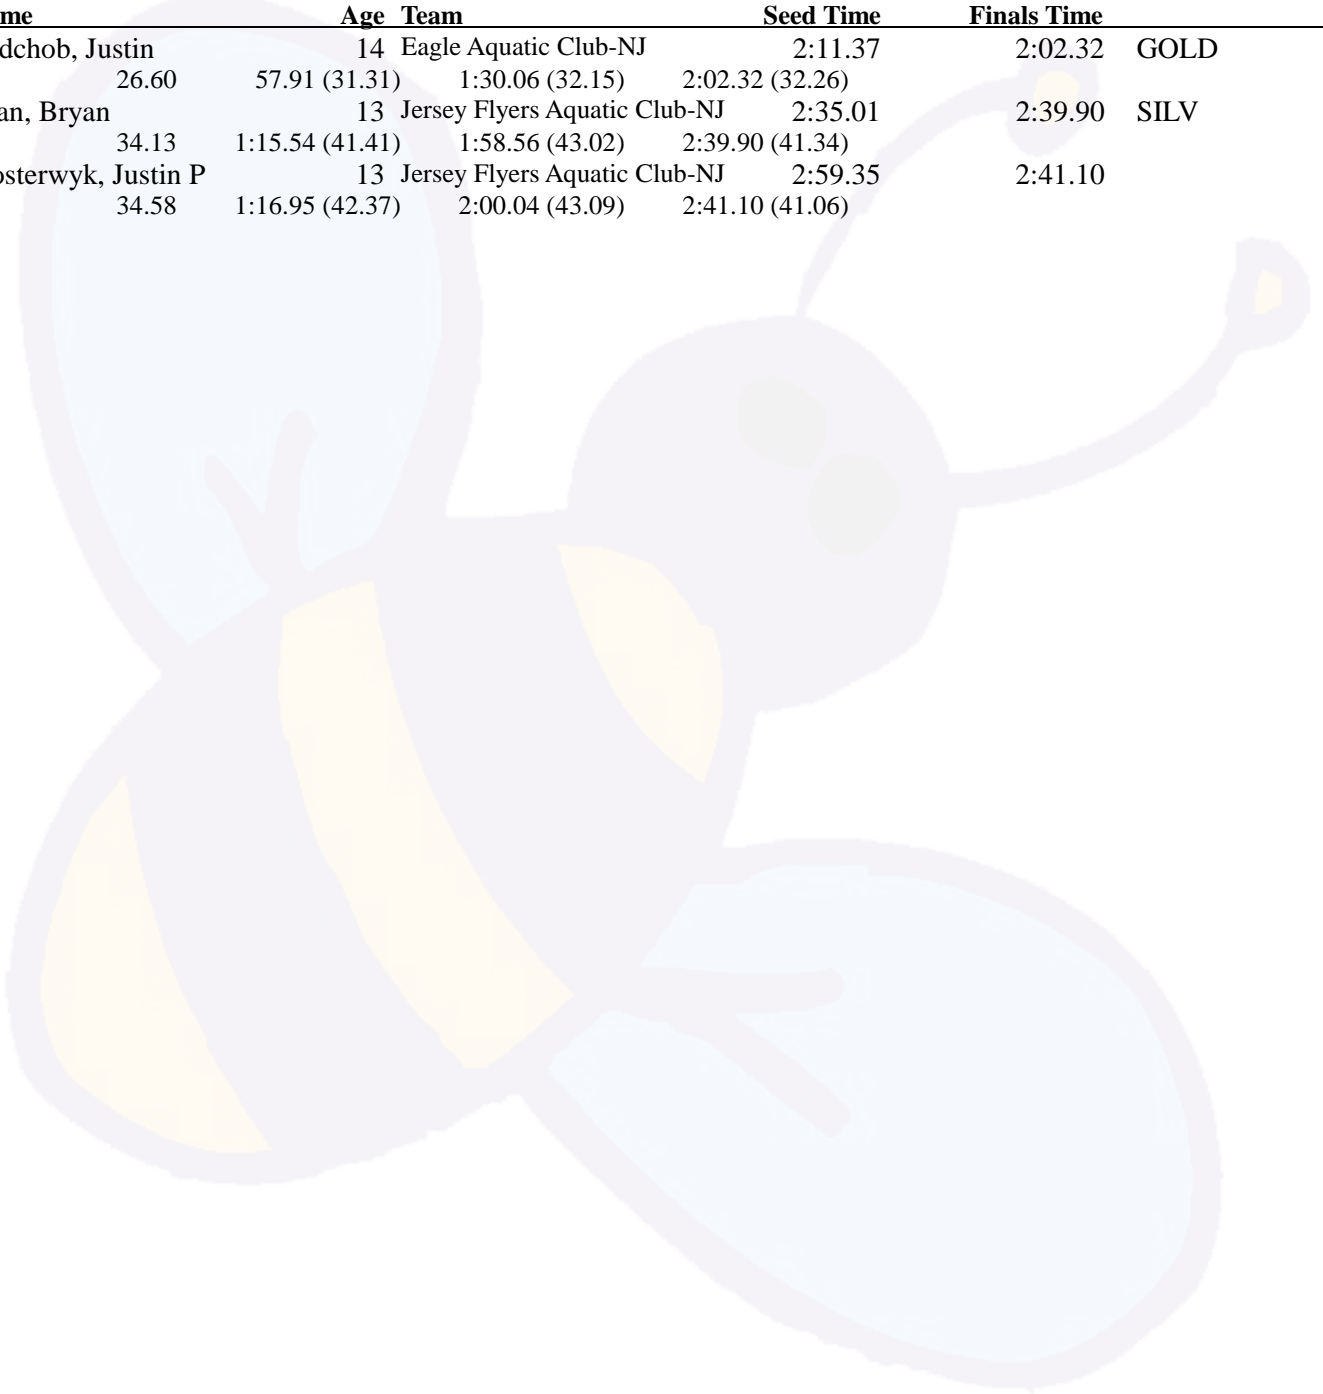 me Age Team Seed Time Finals Time
dchob, Justin 14 Eagle Aquatic Club-NJ 2:11.37 2:02.32 GOLD
26.60 57.91 (31.31) 1:30.06 (32.15) 2:02.32 (32.26)
an, Bryan 13 Jersey Flyers Aquatic Club-NJ 2:35.01 2:39.90 SILV
34.13 1:15.54 (41.41) 1:58.56 (43.02) 2:39.90 (41.34)
osterwyk, Justin P 13 Jersey Flyers Aquatic Club-NJ 2:59.35 2:41.10
34.58 1:16.95 (42.37) 2:00.04 (43.09) 2:41.10 (41.06)